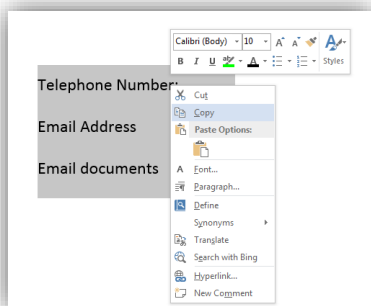 Calibri (Body) 10 A A A
B I U aby A Styles
Telephone Number:
Email Address
Email documents
Cut
Copy
Paste Options:
A Font...
Paragraph...
Define
Synonyms
Translate
Search with Bing
Hyperlink...
New Comment